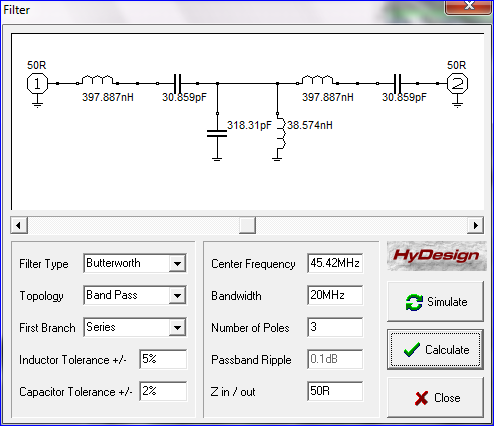 Filter
50R 50R
1 2
397.887nH 30.859pF 397.887nH 30.859pF
318.31pF 38.574nH
HyDesign
Filter Type Butterworth Center Frequency 45.42MHz
Topology Band Pass Bandwidth 20MHz Simulate
First Branch Series Number of Poles 3
Inductor Tolerance +/- 5% Passband Ripple 0.1dB Calculate
Capacitor Tolerance +/- 2% Z in / out 50R Close